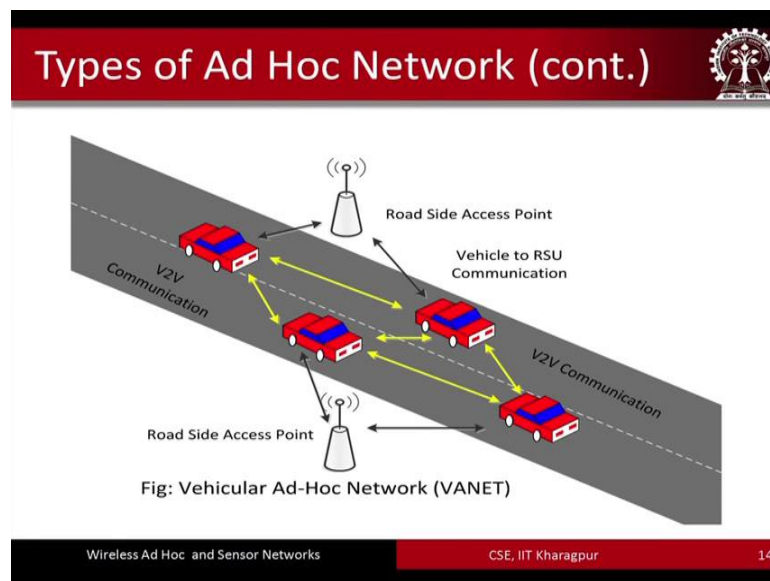 Types of Ad Hoc Network (cont.)
Road Side Access Point
Vehicle to RSU
Communication
V2V
Communication
V2V Communication
Road Side Access Point
Fig: Vehicular Ad-Hoc Network (VANET)
Wireless Ad Hoc and Sensor Networks
CSE, IIT Kharagpur
14